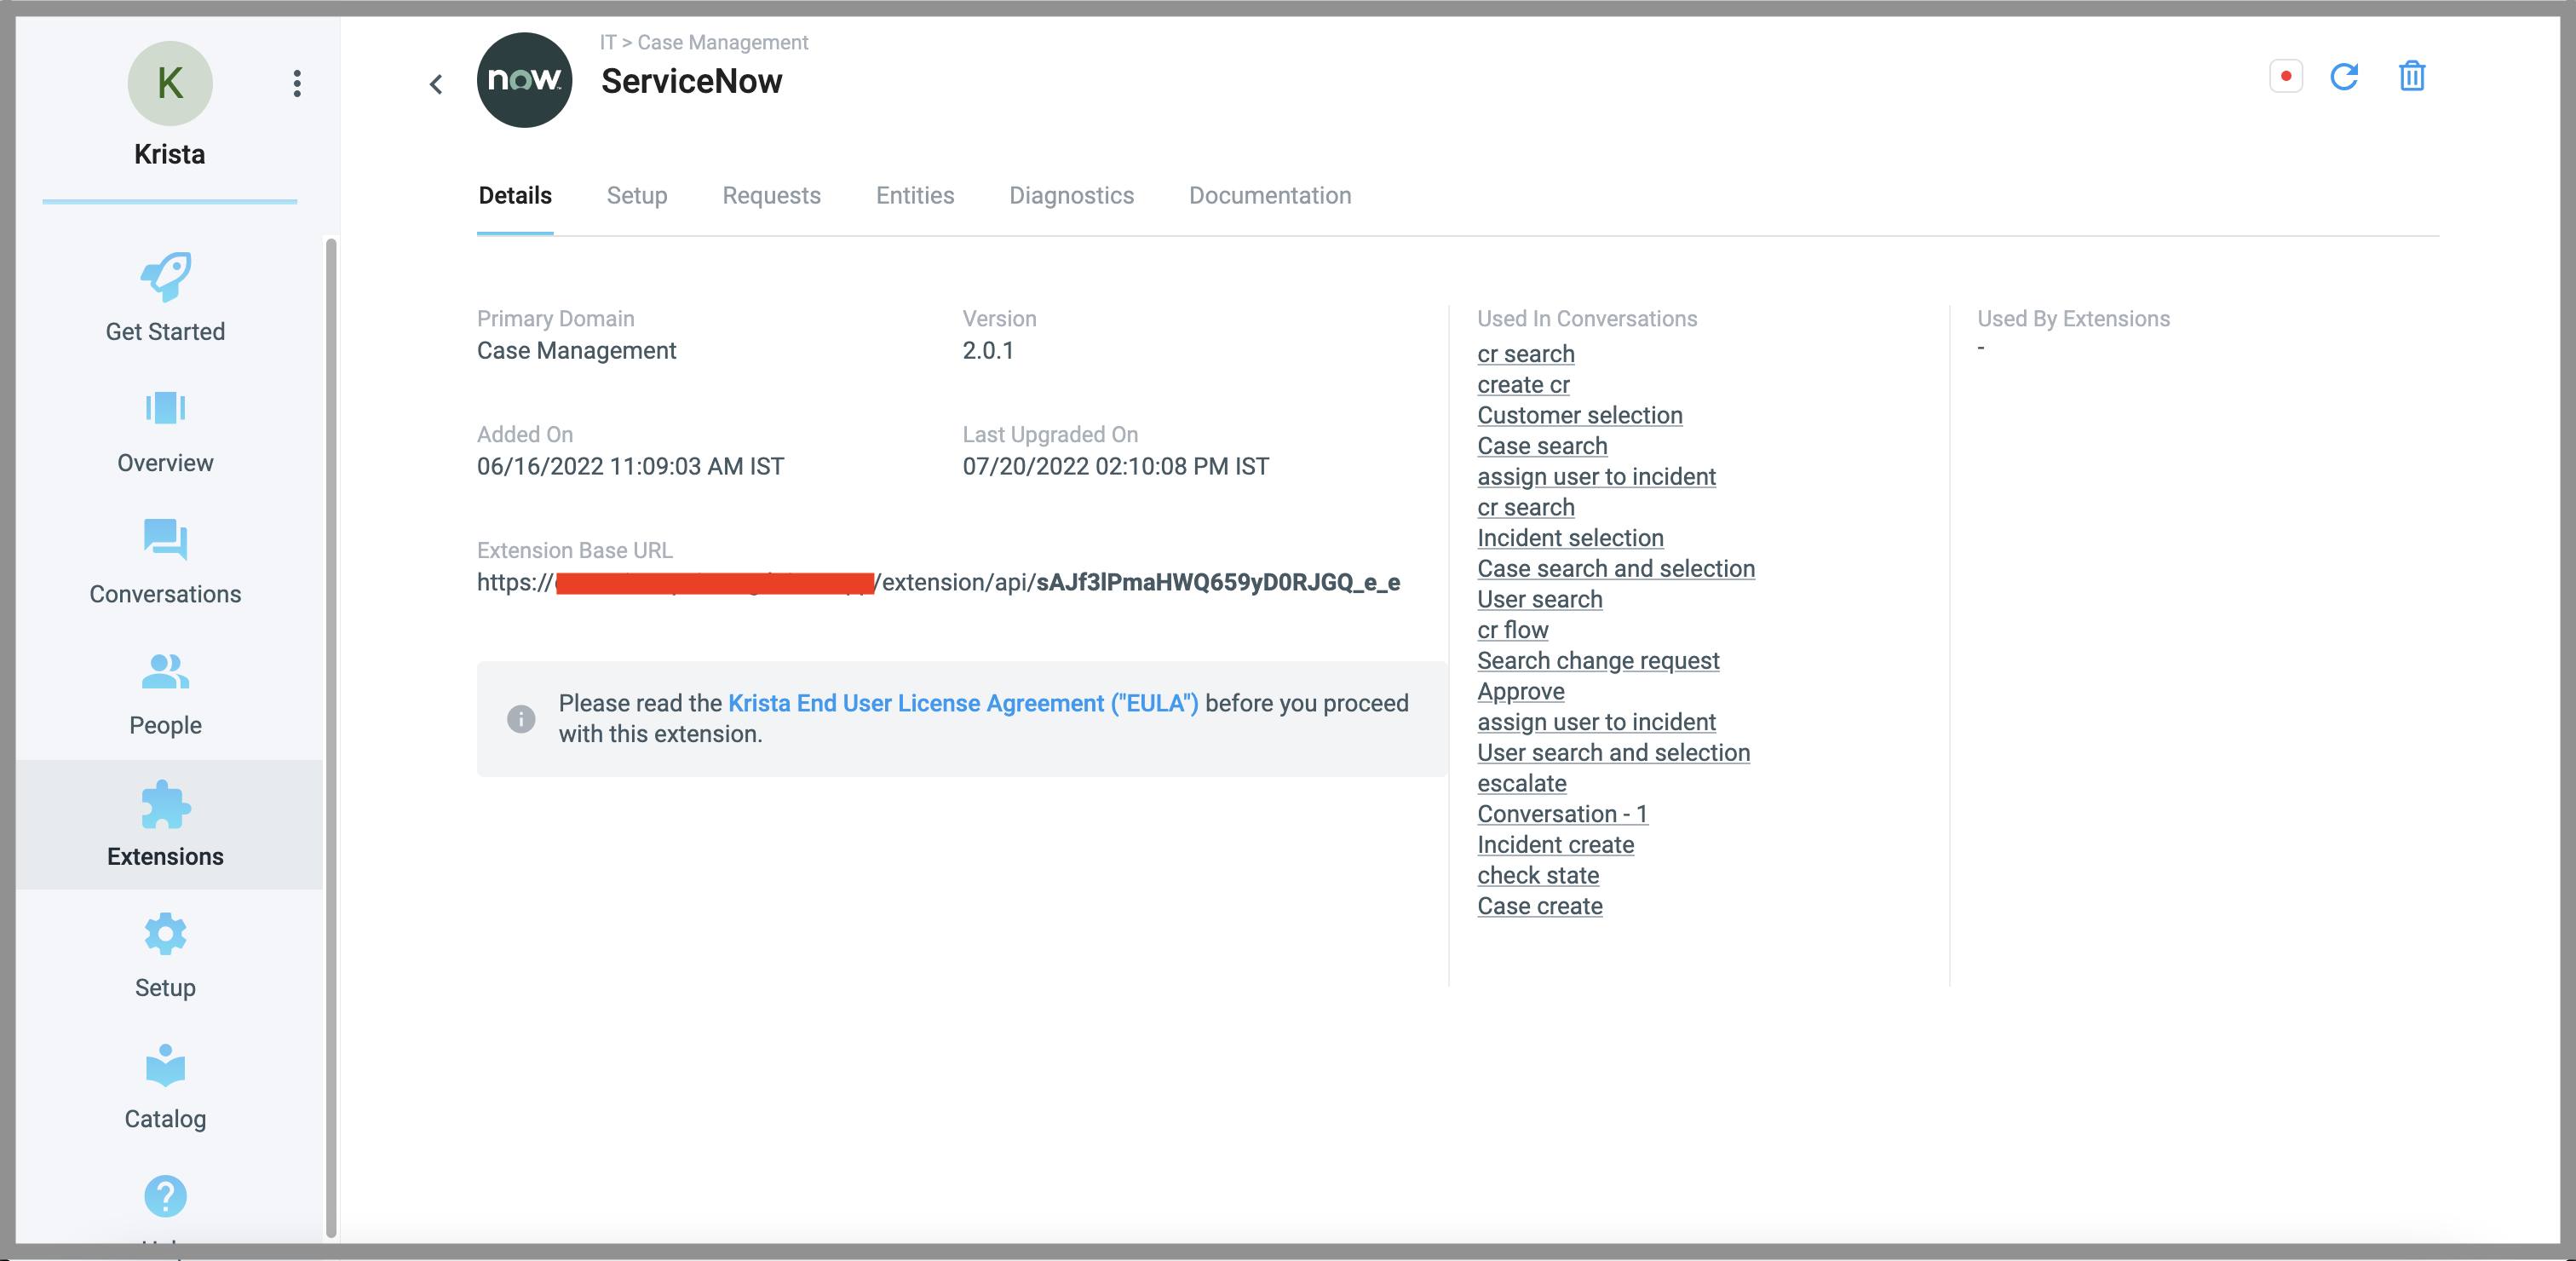 K
Krista
Get Started
Overview
Conversations
People
Extensions
Setup
Catalog
now
IT > Case Management
ServiceNow
Details Setup Requests Entities Diagnostics Documentation
Primary Domain
Case Management
Version
2.0.1
Added On
06/16/2022 11:09:03 AM IST
Last Upgraded On
07/20/2022 02:10:08 PM IST
Extension Base URL
https:// /extension/api/sAJf3lPmaHWQ659yD0RJGQ_e_e
Please read the Krista End User License Agreement ("EULA") before you proceed
with this extension.
Used In Conversations
cr search
create cr
Customer selection
Case search
assign user to incident
cr search
Incident selection
Case search and selection
User search
cr flow
Search change request
Approve
assign user to incident
User search and selection
escalate
Conversation - 1
Incident create
check state
Case create
Used By Extensions
-